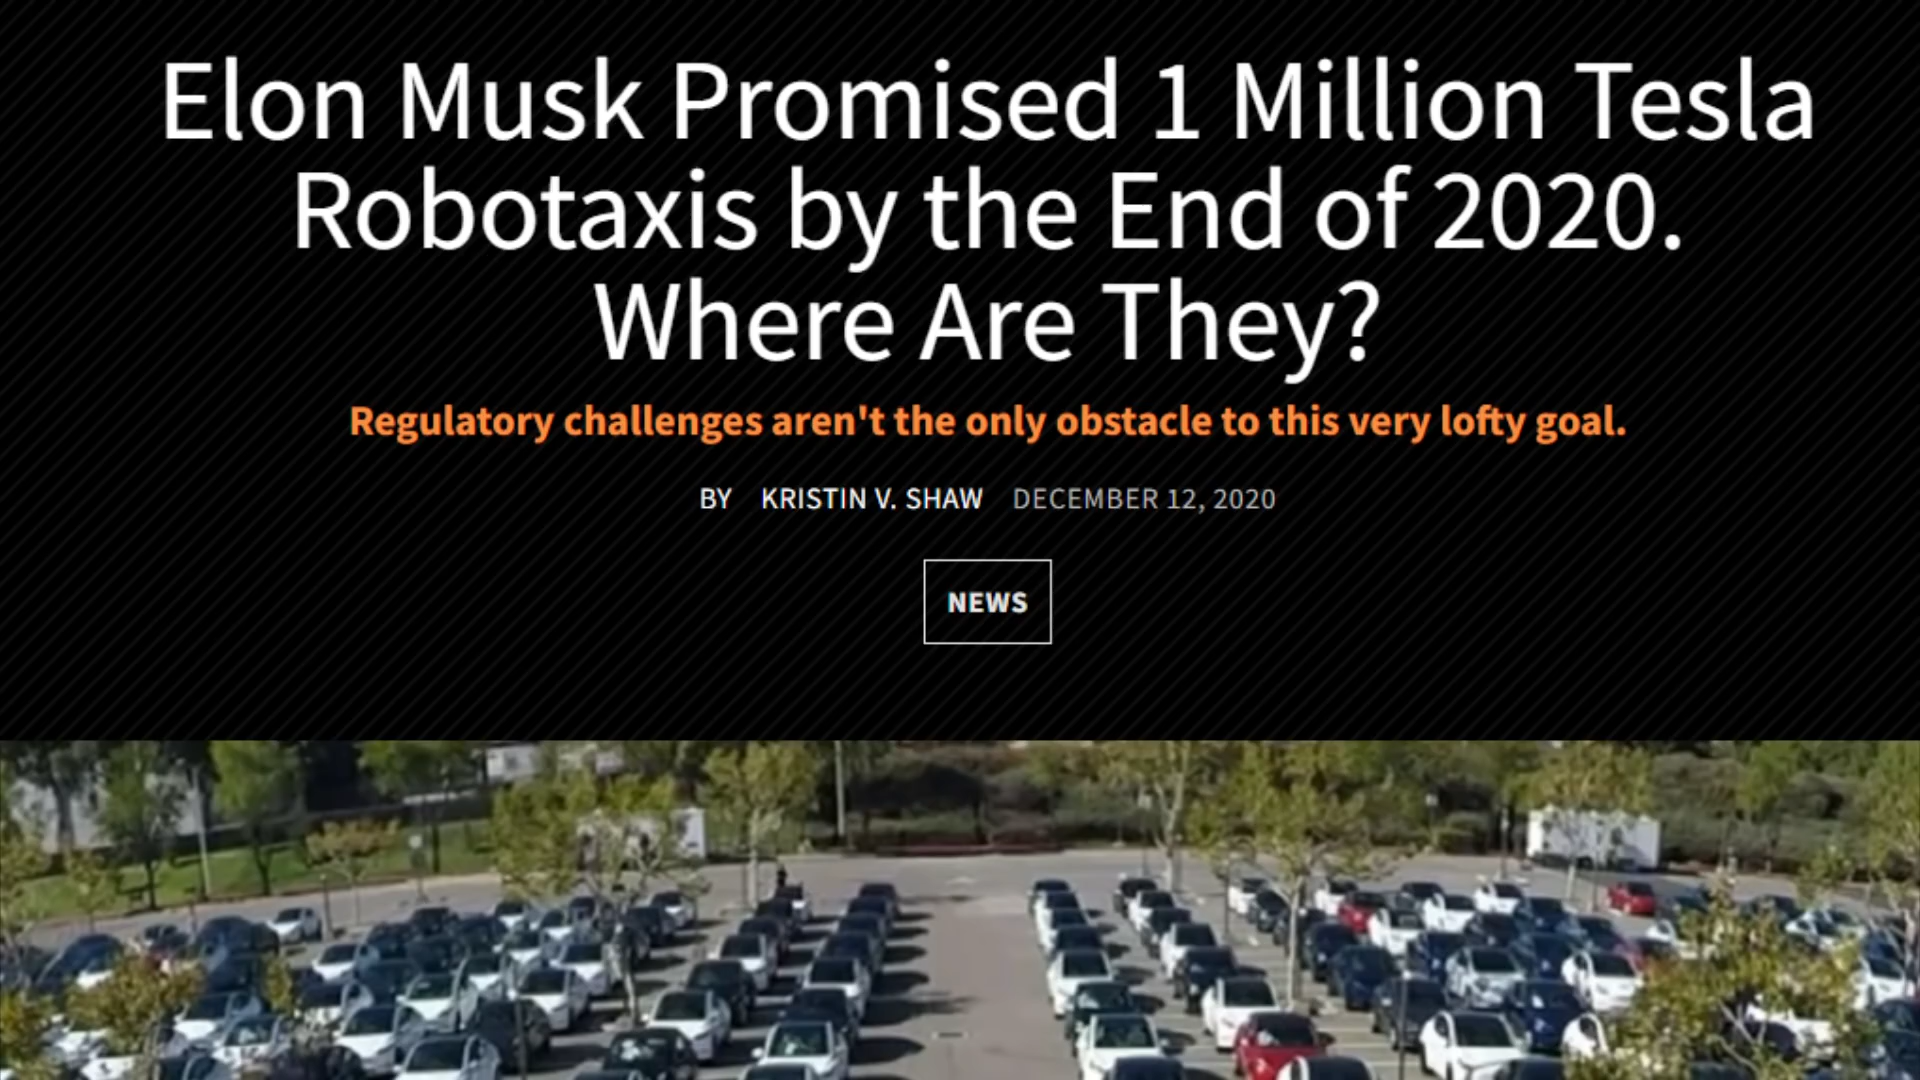 Elon Musk Promised 1 Million Tesla
Robotaxis by the End of 2020.
Where Are They?
Regulatory challenges aren't the only obstacle to this very lofty goal.
BY KRISTIN V. SHAW DECEMBER 12, 2020
NEWS